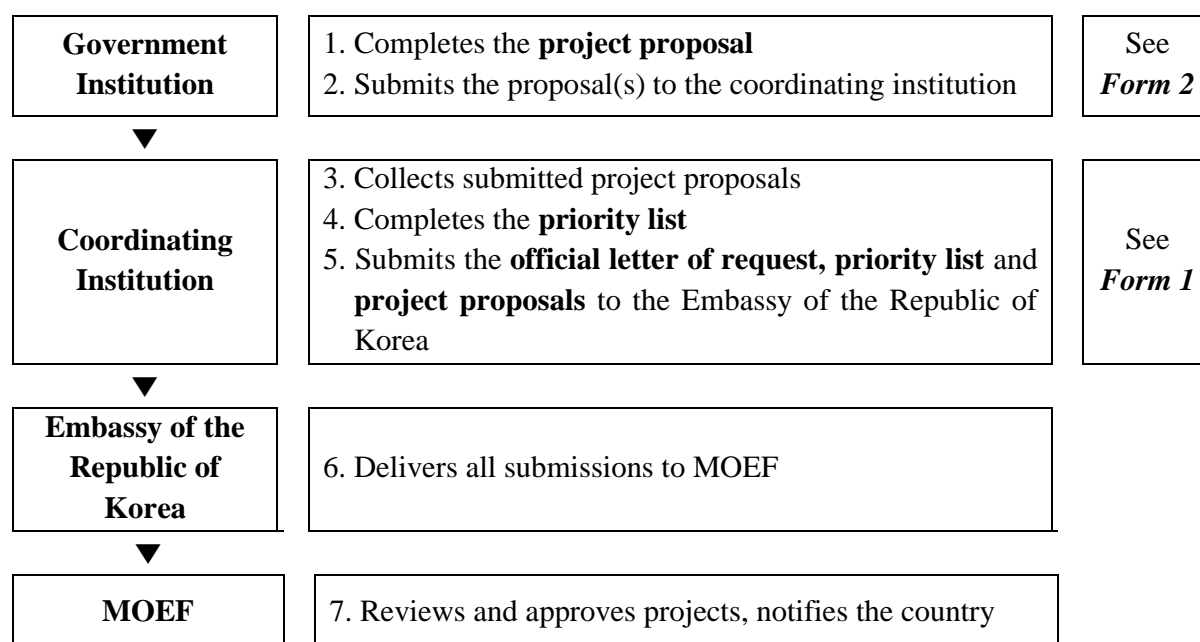 Government
Institution
1. Completes the project proposal
2. Submits the proposal(s) to the coordinating institution
See
Form 2
▼
Coordinating
Institution
3. Collects submitted project proposals
4. Completes the priority list
5. Submits the official letter of request, priority list and
project proposals to the Embassy of the Republic of
Korea
See
Form 1
▼
Embassy of the
Republic of
Korea
6. Delivers all submissions to MOEF
▼
MOEF
7. Reviews and approves projects, notifies the country